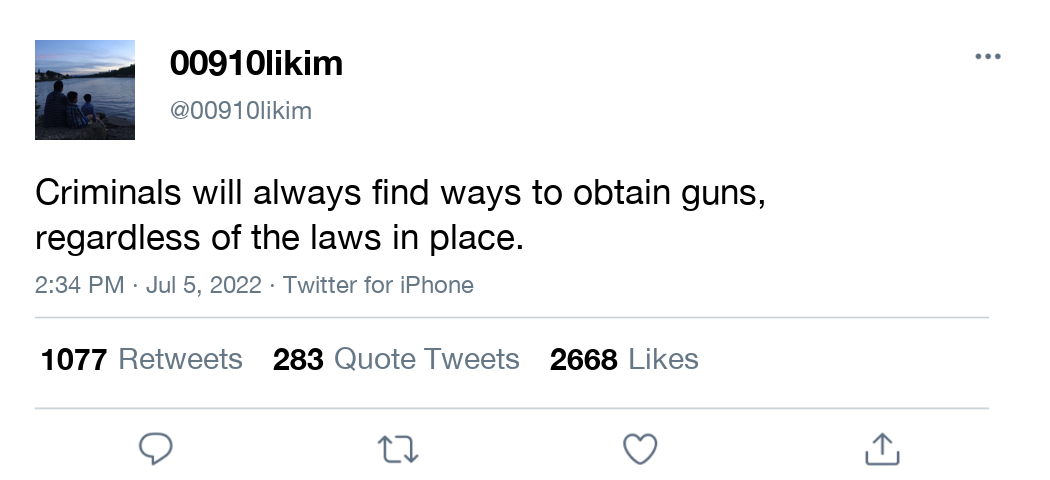 00910likim
@00910likim
Criminals will always find ways to obtain guns,
regardless of the laws in place.
2:34 PM · Jul 5, 2022 · Twitter for iPhone
1077 Retweets 283 Quote Tweets 2668 Likes